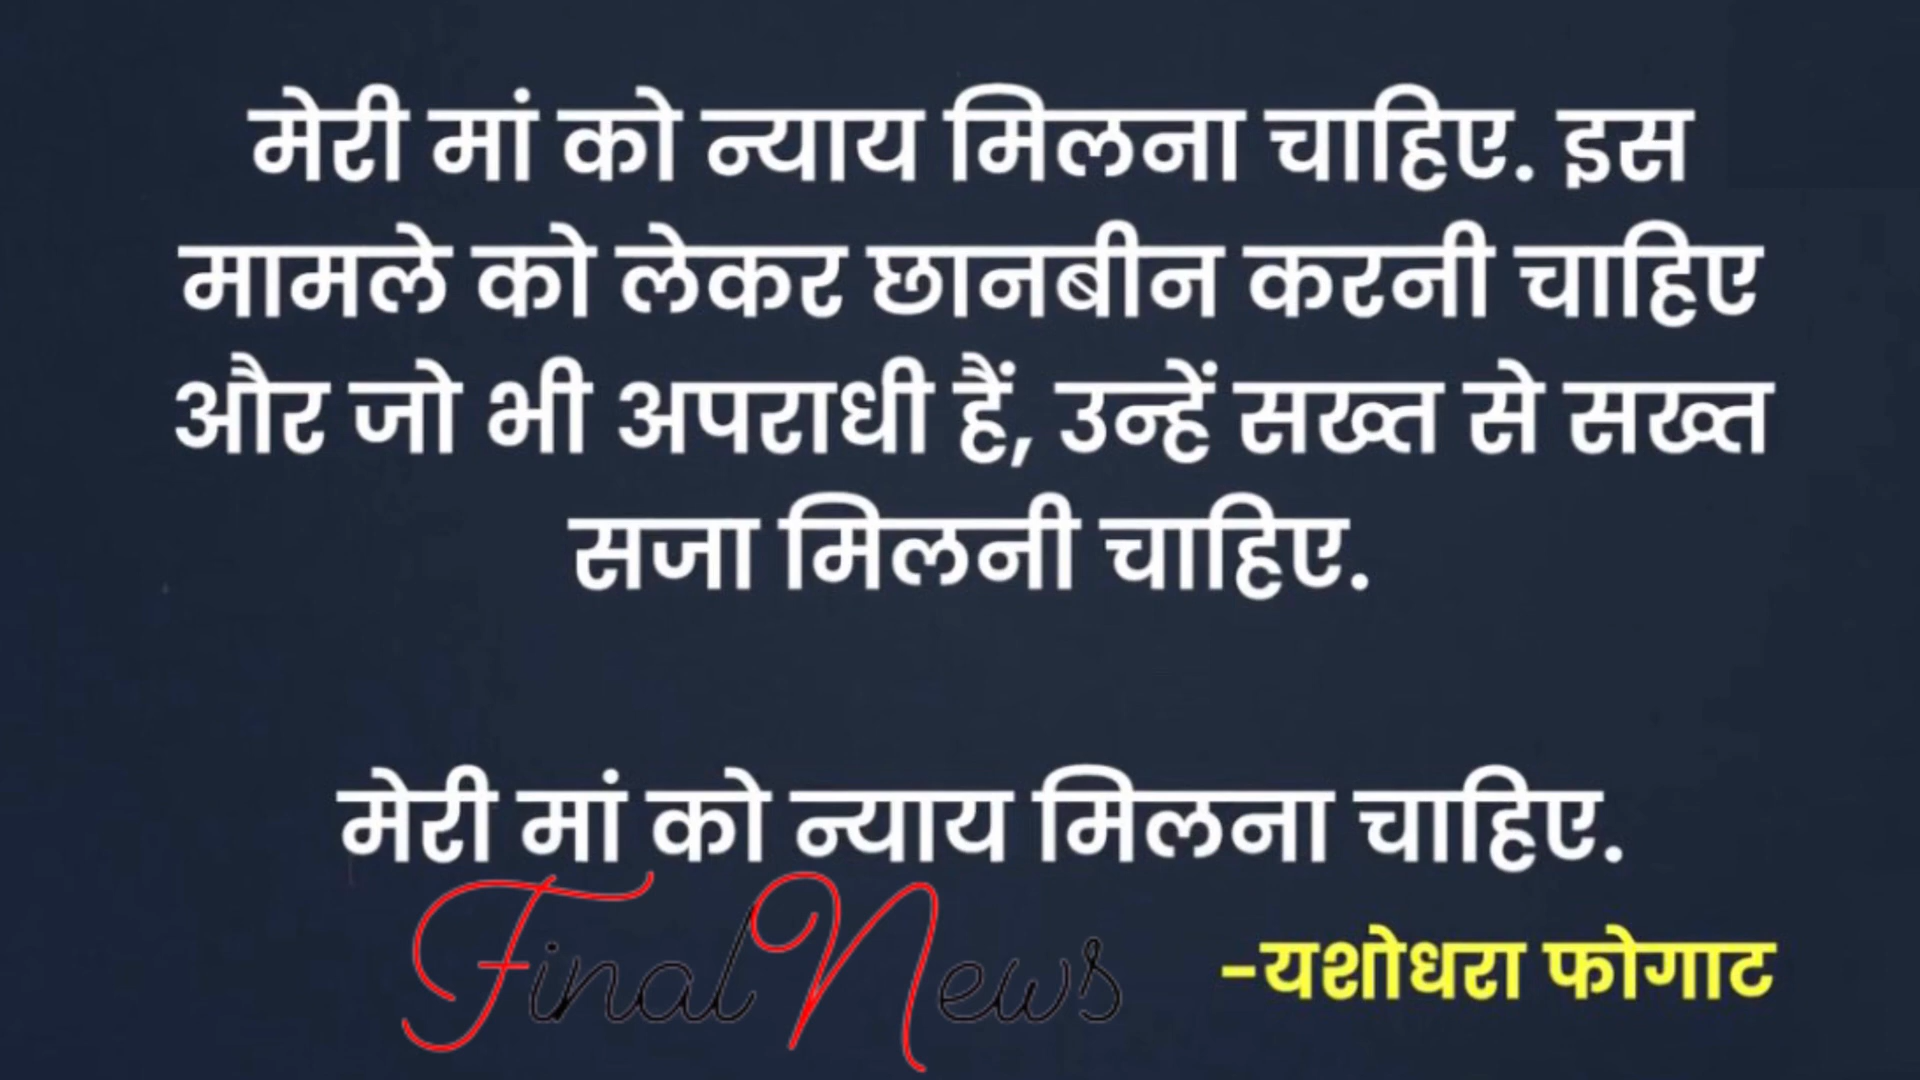 मेरी मां को न्याय मिलना चाहिए. इस
मामले को लेकर छानबीन करनी चाहिए
और जो भी अपराधी हैं, उन्हें सख्त से सख्त
सजा मिलनी चाहिए.
मेरी मां को न्याय मिलना चाहिए.
Final News
-यशोधरा फोगाट